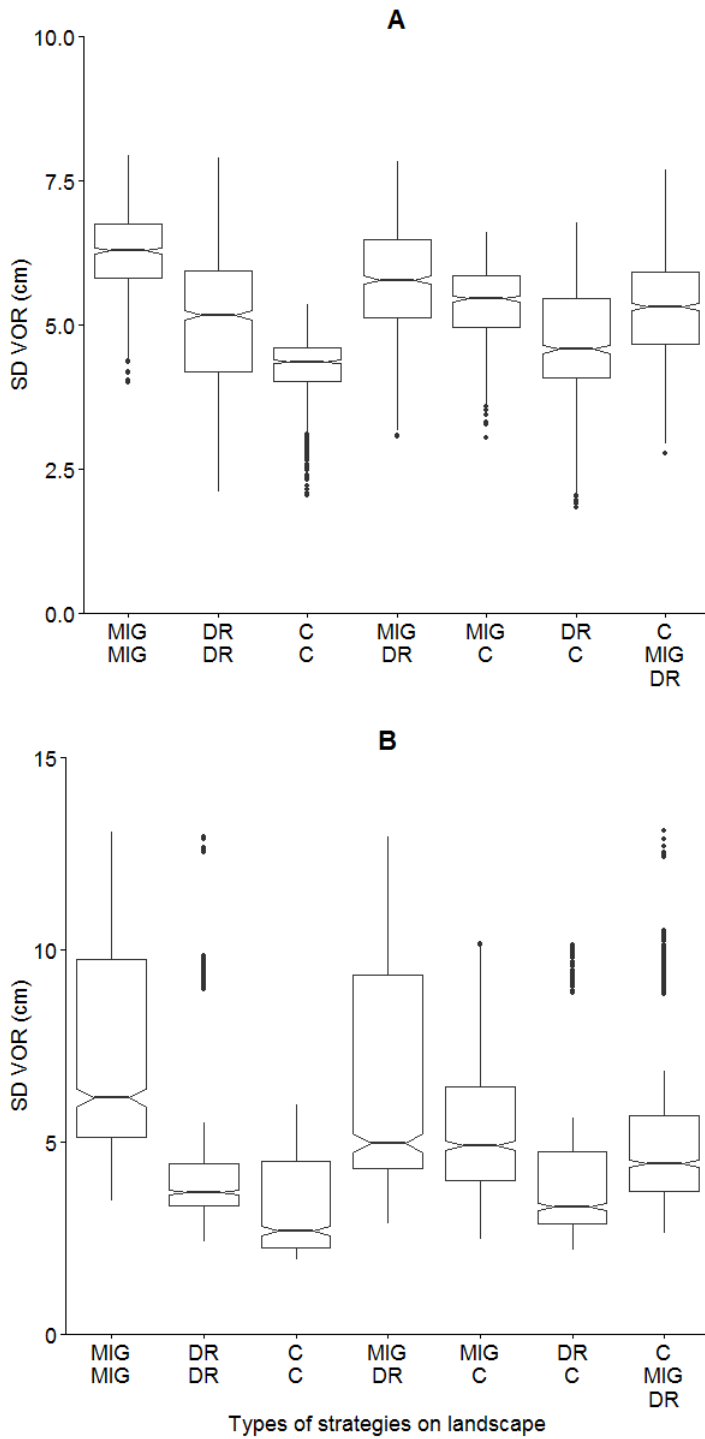 A
10.0
7.5
5.0
2.5
0.0
SD VOR (cm)
MIG DR C MIG MIG DR C
MIG DR C DR C C MIG
DR
B
15
10
5
0
SD VOR (cm)
MIG DR C MIG MIG DR C
MIG DR C DR C C MIG
DR
Types of strategies on landscape